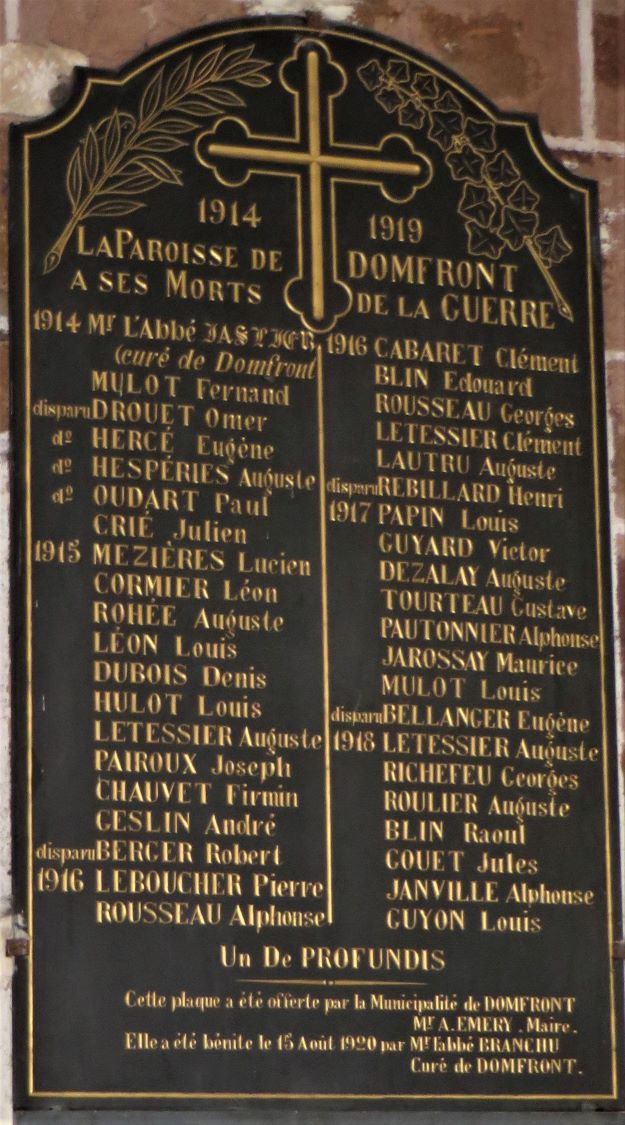 1914 1919
LA PAROISSE DE DOMFRONT
A SES MORTS DE LA GUERRE
1914 Mr L'ABBÉ
(curé de Domfront)
MULOT Fernand
disparu DROUET Omer
do HERCÉ Eugène
do HESPÉRIES Auguste
do OUDART Paul
CRIÉ Julien
1915 MEZIÈRES Lucien
CORMIER Léon
ROHÉE Auguste
LÉON Louis
DUBOIS Denis
HULOT Louis
LETESSIER Auguste
PAIROUX Joseph
CHAUVET Firmin
GESLIN André
disparu BERGER Robert
1916 LEBOUCHER Pierre
ROUSSEAU Alphonse
1916 CABARET Clément
BLIN Edouard
ROUSSEAU Georges
LETESSIER Clément
LAUTRU Auguste
disparu REBILLARD Henri
1917 PAPIN Louis
GUYARD Victor
DEZALAY Auguste
TOURTEAU Gustave
PAUTONNIER Alphonse
JAROSSAY Maurice
MULOT Louis
disparu BELLANGER Eugène
1918 LETESSIER Auguste
RICHEFEU Georges
ROULIER Auguste
BLIN Raoul
GOUET Jules
JANVILLE Alphonse
GUYON Louis
UN DE PROFUNDIS
Cette plaque a été offerte par la Municipalité de DOMFRONT
Mr A. EMERY. Maire.
Elle a été bénite le 15 Août 1920 par Mr l'abbé BRANCHU
Curé de DOMFRONT.